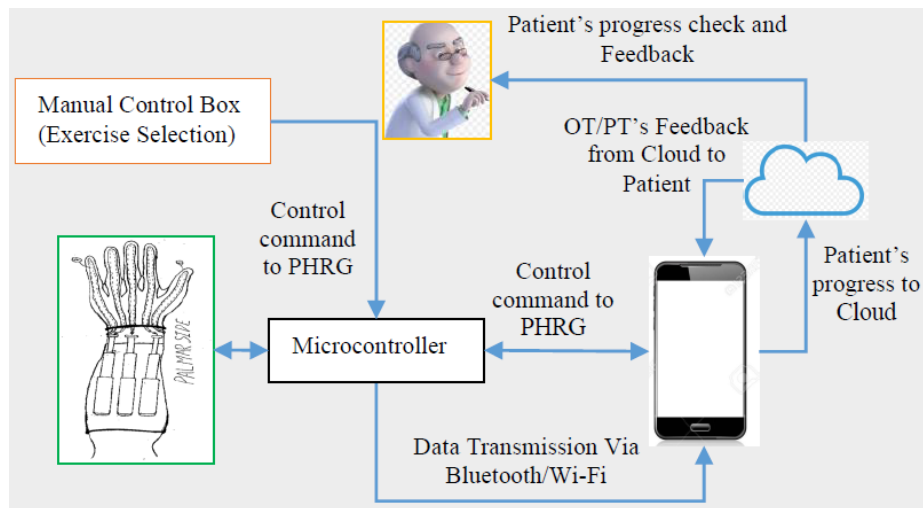 Patient's progress check and
Feedback
Manual Control Box
(Exercise Selection)
OT/PT's Feedback
from Cloud to
Patient
Control
command
to PHRG
Control
command to
PHRG
Patient's
progress to
Cloud
PALMAR SIDE
Microcontroller
Data Transmission Via
Bluetooth/Wi-Fi